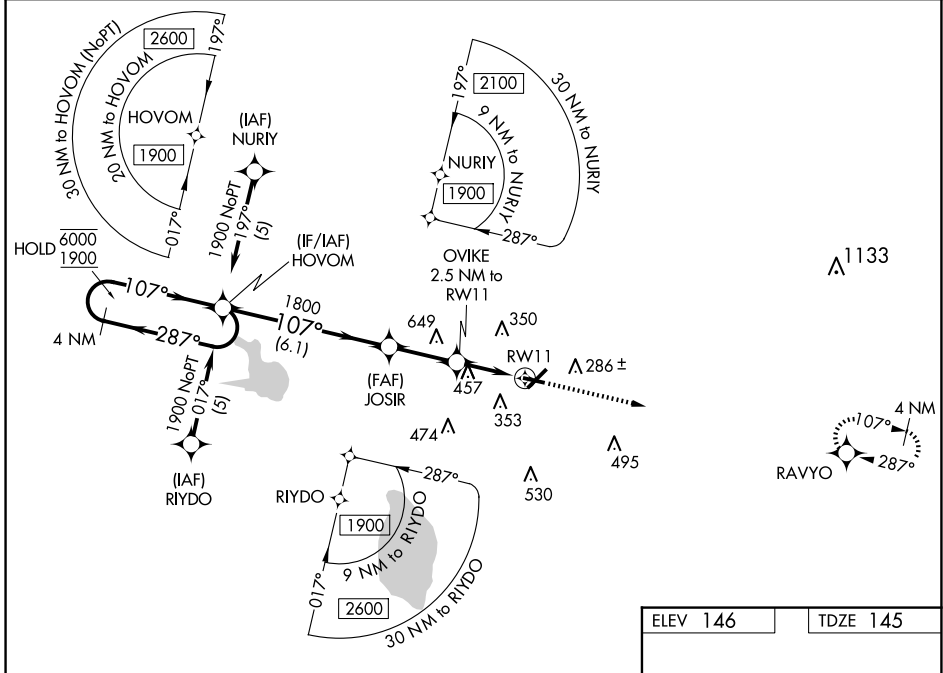 30 NM to HOVOM (NoPT)
2600
197°
20 NM to HOVOM
HOVOM
1900
017°
(IAF)
NURIY
1900 NoPT
197°
(5)
HOLD 6000
1900
107°
287°
4 NM
(IF/IAF)
HOVOM
1800
107°
(6.1)
1900 NoPT
017°
(5)
(IAF)
RIYDO
(FAF)
JOSIR
197°
2100
30 NM to NURIY
9 NM to NURIY
NURIY
1900
287°
OVIKE
2.5 NM to
RW11
649
350
457
RW11
286 ±
353
474
495
530
1133
107°
4 NM
287°
RAVYO
RIYDO
287°
1900
9 NM to RIYDO
017°
2600
30 NM to RIYDO
ELEV 146
TDZE 145